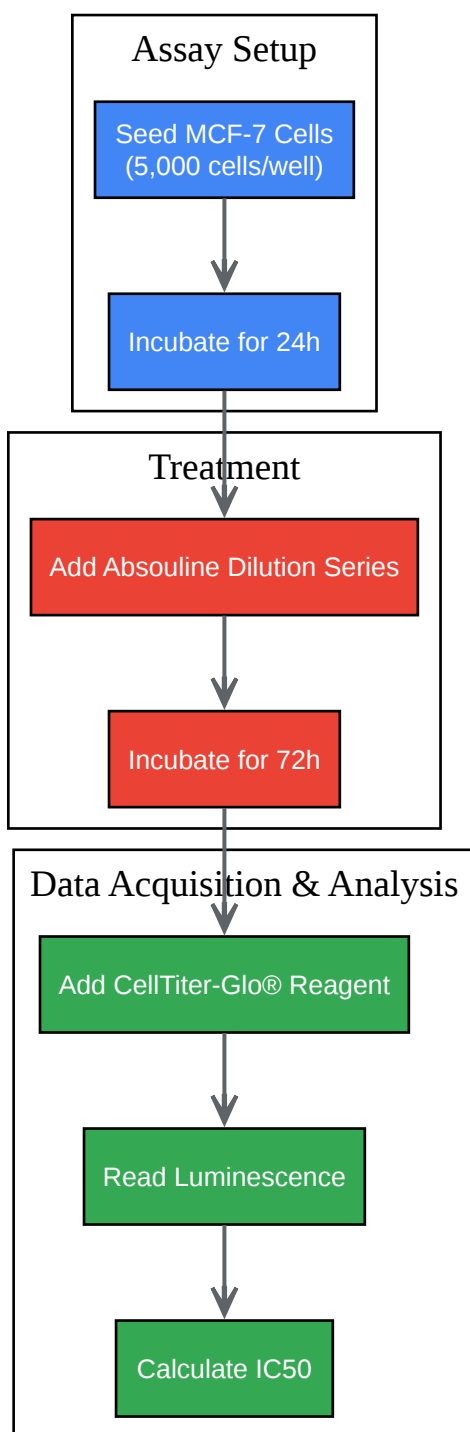 Assay Setup
Seed MCF-7 Cells
(5,000 cells/well)
Incubate for 24h
Treatment
Add Absouline Dilution Series
Incubate for 72h
Data Acquisition & Analysis
Add CellTiter-Glo® Reagent
Read Luminescence
Calculate IC50